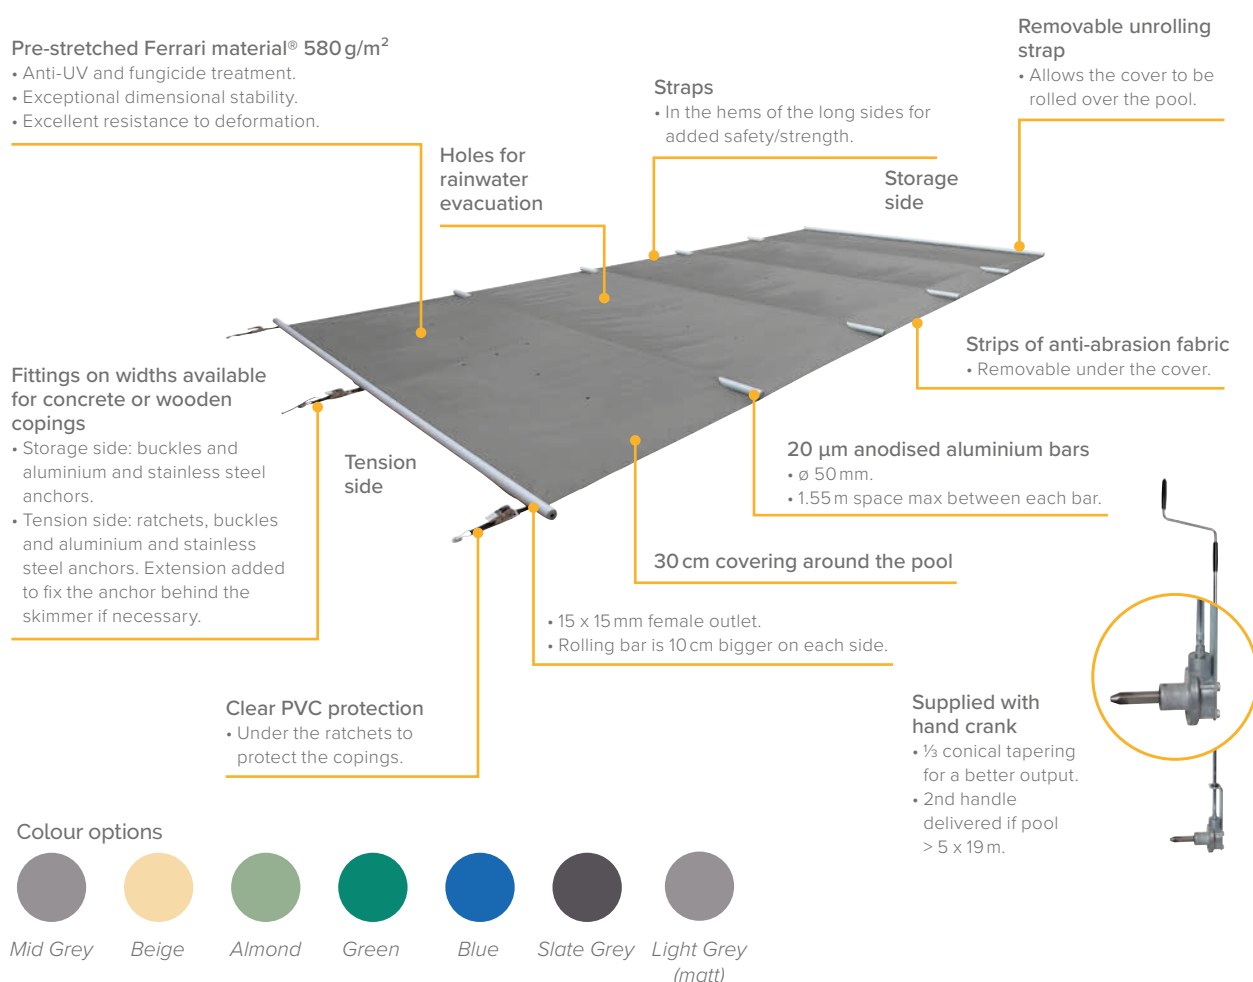 Pre-stretched Ferrari material® 580 g/m²
• Anti-UV and fungicide treatment.
• Exceptional dimensional stability.
• Excellent resistance to deformation.
Holes for
rainwater
evacuation
Straps
• In the hems of the long sides for
added safety/strength.
Removable unrolling
strap
• Allows the cover to be
rolled over the pool.
Storage
side
Fittings on widths available
for concrete or wooden
copings
• Storage side: buckles and
aluminium and stainless steel
anchors.
• Tension side: ratchets, buckles
and aluminium and stainless
steel anchors. Extension added
to fix the anchor behind the
skimmer if necessary.
Tension
side
Strips of anti-abrasion fabric
• Removable under the cover.
20 µm anodised aluminium bars
• ø 50 mm.
• 1.55 m space max between each bar.
30 cm covering around the pool
• 15 x 15 mm female outlet.
• Rolling bar is 10 cm bigger on each side.
Clear PVC protection
• Under the ratchets to
protect the copings.
Supplied with
hand crank
• ⅓ conical tapering
for a better output.
• 2nd handle
delivered if pool
> 5 x 19 m.
Colour options
Mid Grey
Beige
Almond
Green
Blue
Slate Grey
Light Grey
(matt)